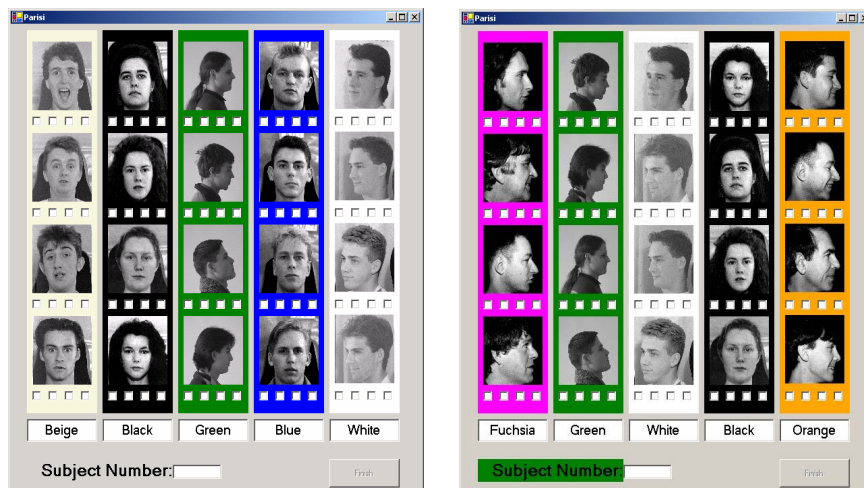 Parisi
Beige Black Green Blue White
Subject Number:
Finish
Parisi
Fuchsia Green White Black Orange
Subject Number:
Finish